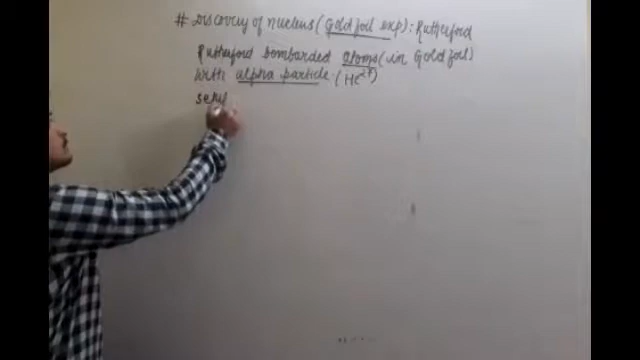 # Discovery of nucleus (Gold foil exp): Rutherford
Rutherford bombarded atoms (in Gold foil)
with alpha particle (He2+)